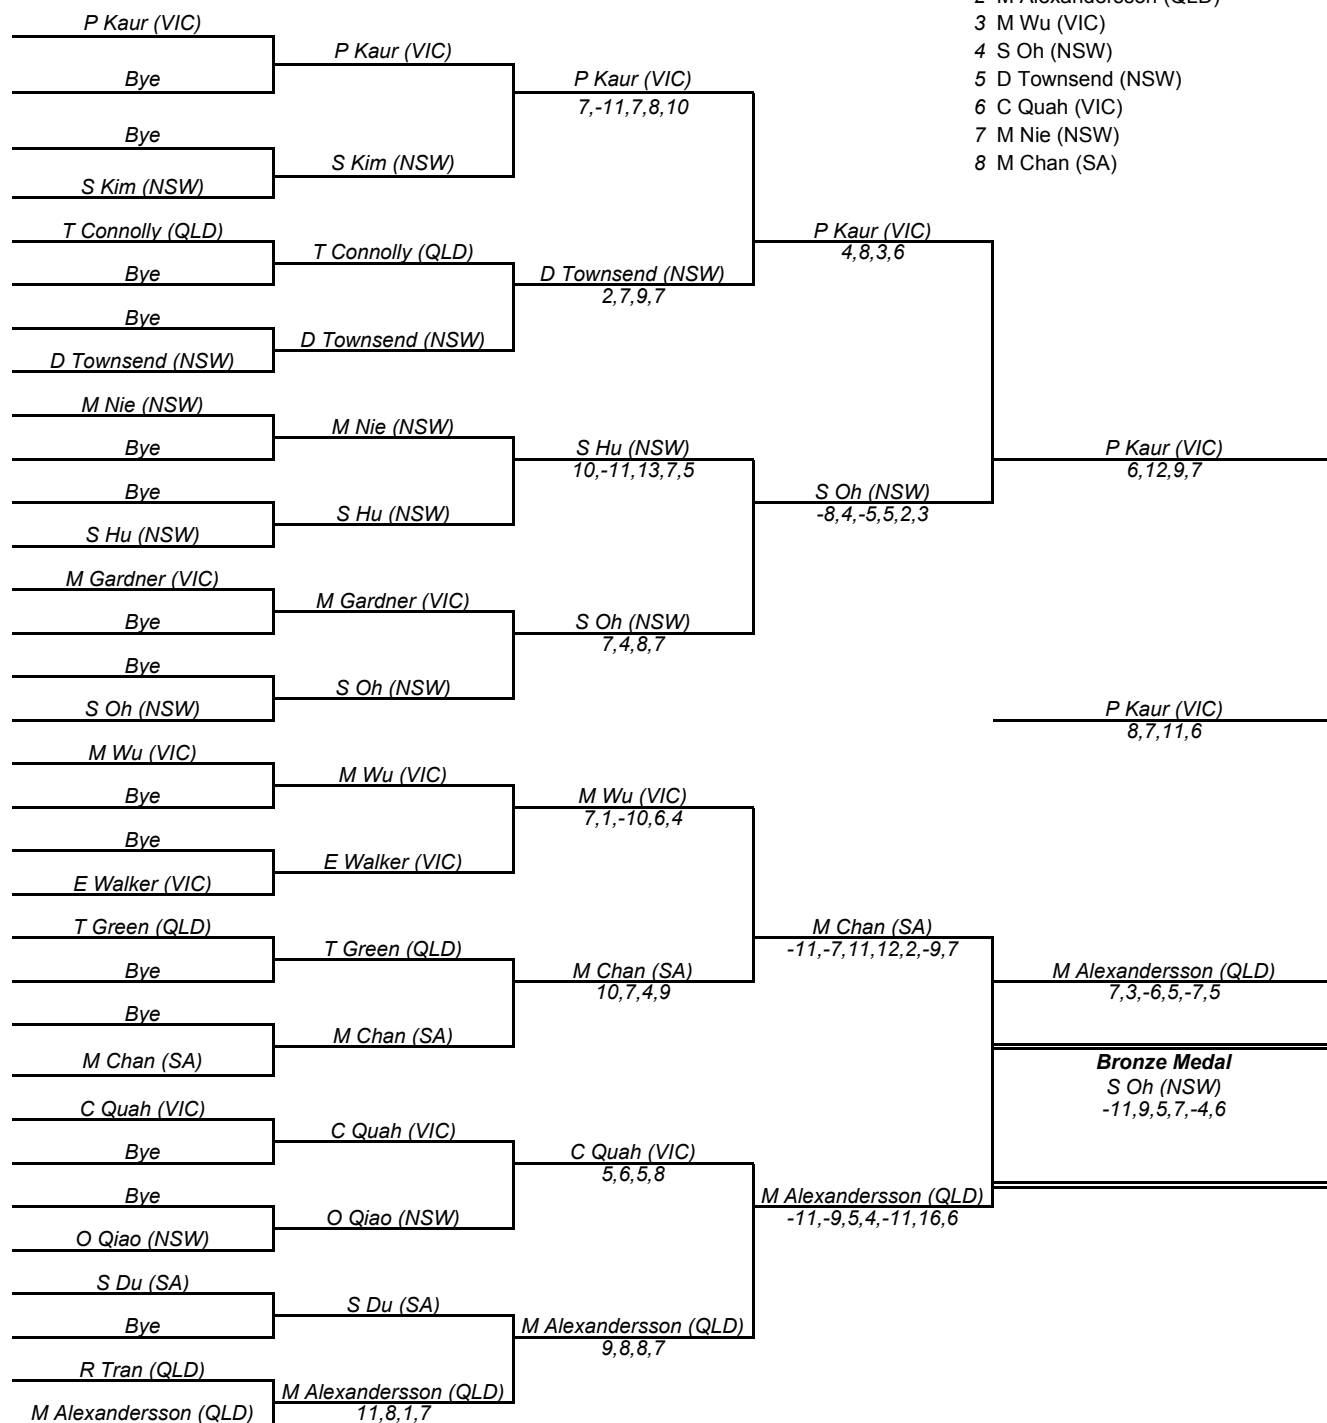 2 M Alexandersson (QLD)
3 M Wu (VIC)
4 S Oh (NSW)
5 D Townsend (NSW)
6 C Quah (VIC)
7 M Nie (NSW)
8 M Chan (SA)
P Kaur (VIC)
Bye
Bye
S Kim (NSW)
T Connolly (QLD)
Bye
Bye
D Townsend (NSW)
M Nie (NSW)
Bye
Bye
S Hu (NSW)
M Gardner (VIC)
Bye
Bye
S Oh (NSW)
M Wu (VIC)
Bye
Bye
E Walker (VIC)
T Green (QLD)
Bye
Bye
M Chan (SA)
C Quah (VIC)
Bye
Bye
O Qiao (NSW)
S Du (SA)
Bye
R Tran (QLD)
M Alexandersson (QLD)
P Kaur (VIC)
S Kim (NSW)
T Connolly (QLD)
D Townsend (NSW)
M Nie (NSW)
S Hu (NSW)
M Gardner (VIC)
S Oh (NSW)
M Wu (VIC)
E Walker (VIC)
T Green (QLD)
M Chan (SA)
C Quah (VIC)
O Qiao (NSW)
S Du (SA)
M Alexandersson (QLD)
11,8,1,7
P Kaur (VIC)
7,-11,7,8,10
D Townsend (NSW)
2,7,9,7
S Hu (NSW)
10,-11,13,7,5
S Oh (NSW)
7,4,8,7
M Wu (VIC)
7,1,-10,6,4
M Chan (SA)
10,7,4,9
C Quah (VIC)
5,6,5,8
M Alexandersson (QLD)
9,8,8,7
P Kaur (VIC)
4,8,3,6
S Oh (NSW)
-8,4,-5,5,2,3
M Chan (SA)
-11,-7,11,12,2,-9,7
M Alexandersson (QLD)
-11,-9,5,4,-11,16,6
P Kaur (VIC)
6,12,9,7
P Kaur (VIC)
8,7,11,6
M Alexandersson (QLD)
7,3,-6,5,-7,5
Bronze Medal
S Oh (NSW)
-11,9,5,7,-4,6